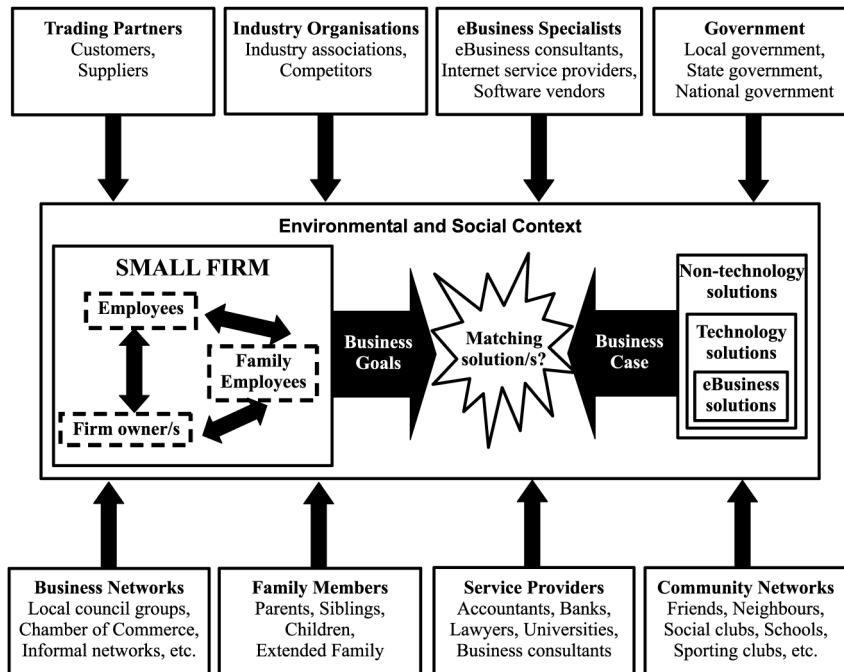 Trading Partners
Customers,
Suppliers
Industry Organisations
Industry associations,
Competitors
eBusiness Specialists
eBusiness consultants,
Internet service providers,
Software vendors
Government
Local government,
State government,
National government
Environmental and Social Context
SMALL FIRM
Employees
Family
Employees
Firm owner/s
Business
Goals
Matching
solution/s?
Business
Case
Non-technology
solutions
Technology
solutions
eBusiness
solutions
Business Networks
Local council groups,
Chamber of Commerce,
Informal networks, etc.
Family Members
Parents, Siblings,
Children,
Extended Family
Service Providers
Accountants, Banks,
Lawyers, Universities,
Business consultants
Community Networks
Friends, Neighbours,
Social clubs, Schools,
Sporting clubs, etc.